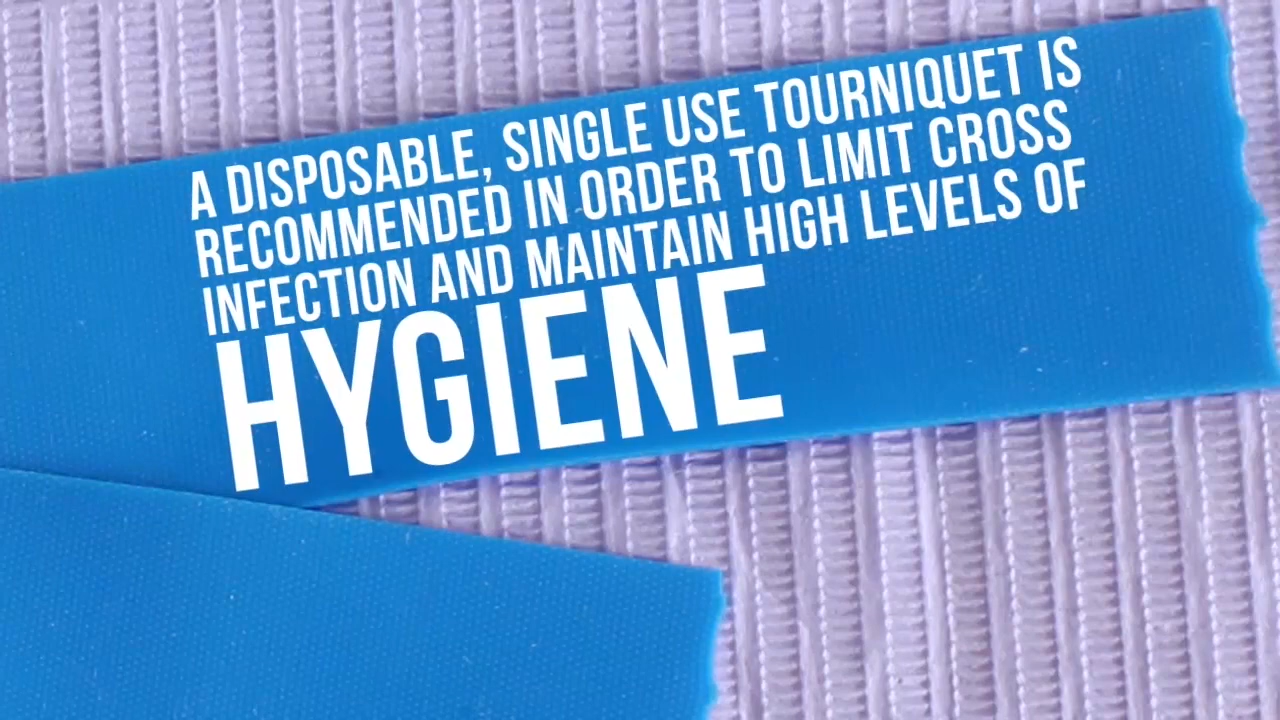 A DISPOSABLE, SINGLE USE TOURNIQUET IS
RECOMMENDED IN ORDER TO LIMIT CROSS
INFECTION AND MAINTAIN HIGH LEVELS OF
HYGIENE